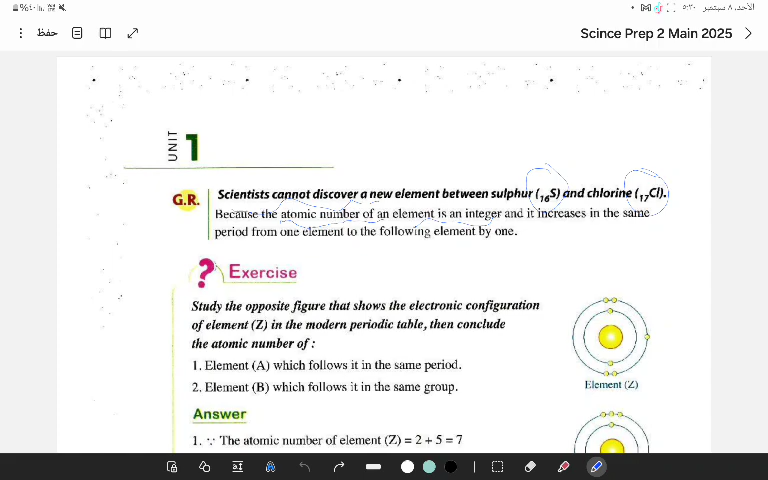 الأحد، ٨ سبتمبر ٥:٣٠
حفظ
Scince Prep 2 Main 2025
UNIT 1
G.R. Scientists cannot discover a new element between sulphur (₁₆S) and chlorine (₁₇Cl).
Because the atomic number of an element is an integer and it increases in the same
period from one element to the following element by one.
? Exercise
Study the opposite figure that shows the electronic configuration
of element (Z) in the modern periodic table, then conclude
the atomic number of :
1. Element (A) which follows it in the same period.
2. Element (B) which follows it in the same group.
Element (Z)
Answer
1. ∵ The atomic number of element (Z) = 2 + 5 = 7